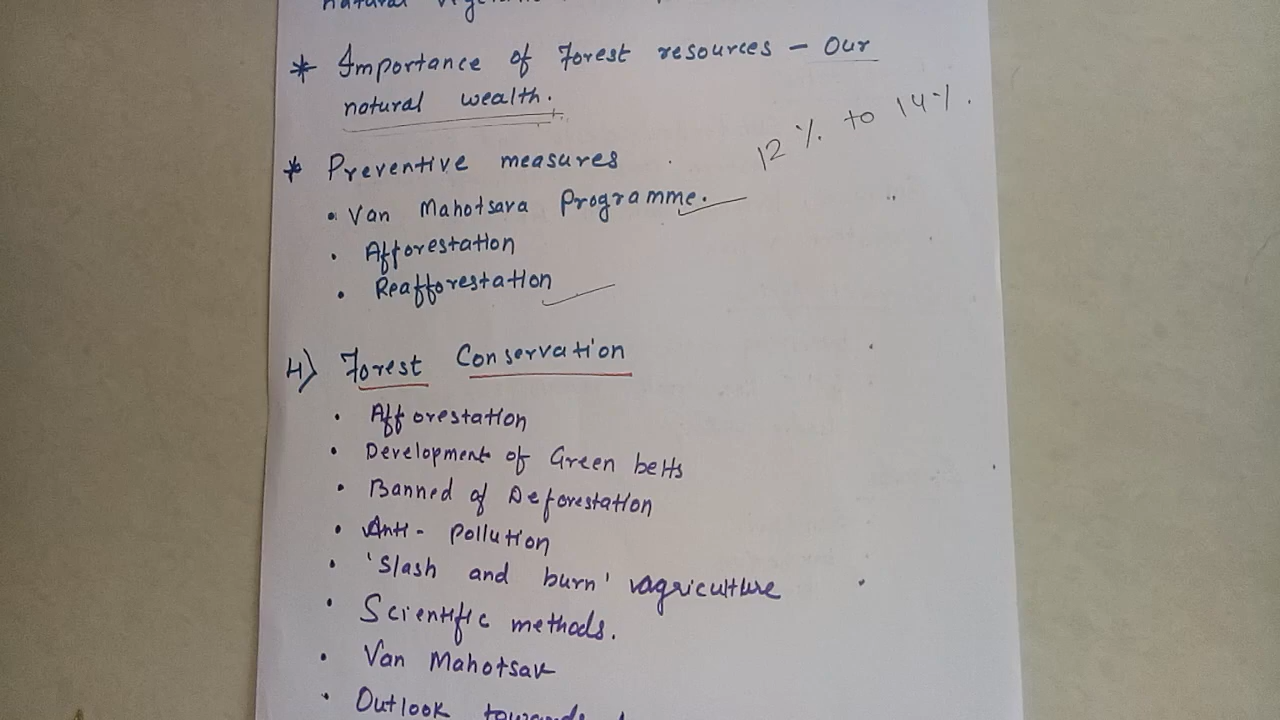 natural
* Importance of Forest resources – Our
natural wealth.
12 % to 14 %.
* Preventive measures
• Van Mahotsava Programme.
• Afforestation
• Reafforestation
4) Forest Conservation
• Afforestation
• Development of Green belts
• Banned of Deforestation
• Anti - pollution
• 'Slash and burn' agriculture
• Scientific methods.
• Van Mahotsav
• Outlook towards